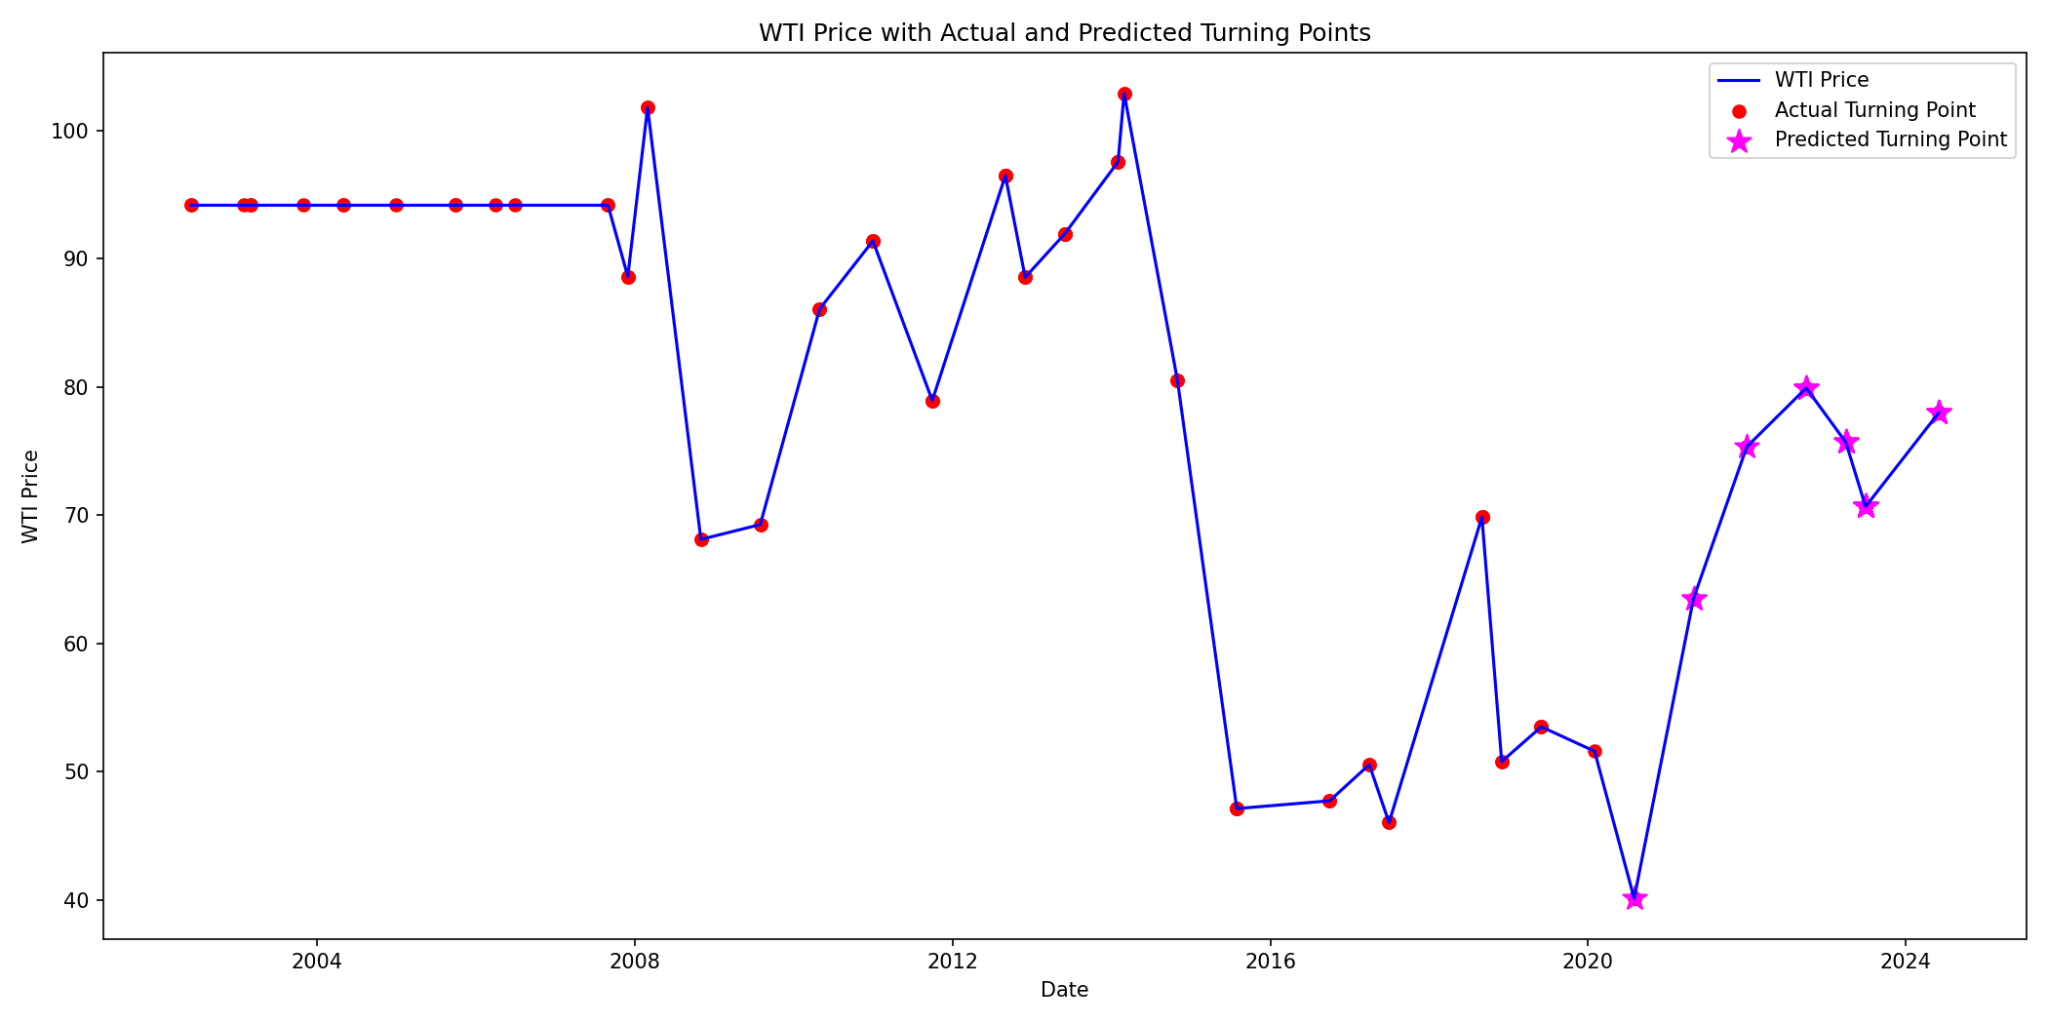 WTI Price with Actual and Predicted Turning Points
WTI Price
Actual Turning Point
Predicted Turning Point
100
90
80
70
60
50
40
WTI Price
2004
2008
2012
2016
2020
2024
Date